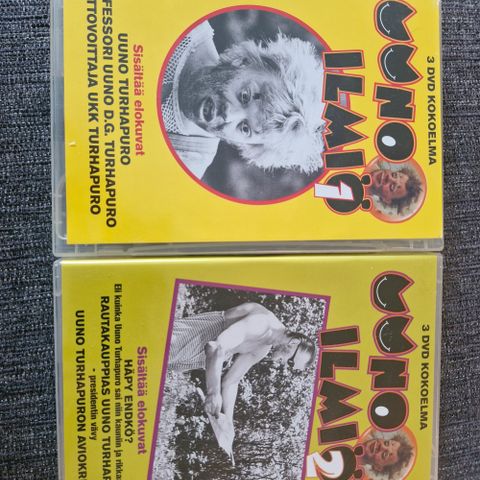 3 DVD KOKOELMA
UUNO
ILMIÖ 1
Sisältää elokuvat
UUNO TURHAPURO
FESSORI UUNO D.G. TURHAPURO
TTOVOITTAJA UKK TURHAPURO
3 DVD KOKOELMA
UUNO
ILMIÖ 2
Sisältää elokuvat
HÄPY ENDKÖ?
Eli kuinka Uuno Turhapuro sai niin kauniin ja rikka
RAUTAKAUPPIAS UUNO TURHAP
- presidentin vävy
UUNO TURHAPURON AVIOKR